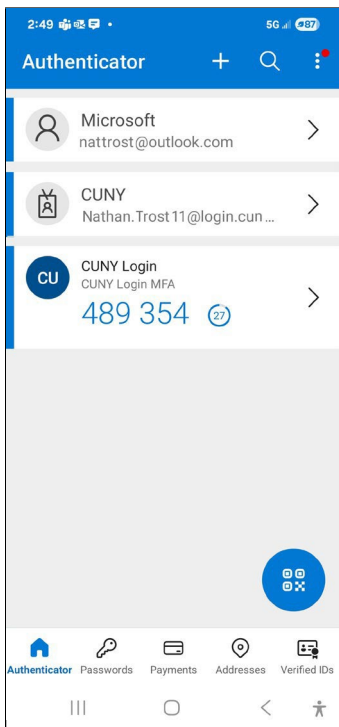 2:49
5G 87
Authenticator
Microsoft
nattrost@outlook.com
CUNY
Nathan.Trost11@login.cun...
CU
CUNY Login
CUNY Login MFA
489 354 27
Authenticator Passwords Payments Addresses Verified IDs